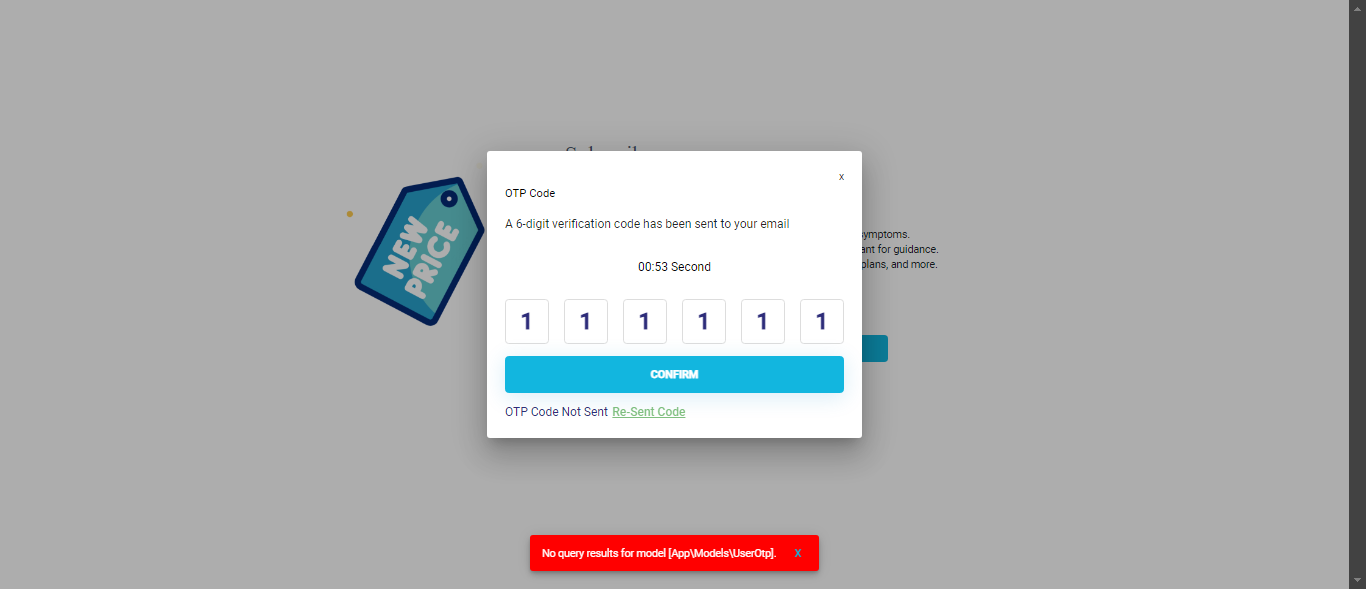 NEW
PRICE
x
OTP Code
A 6-digit verification code has been sent to your email
symptoms.
ant for guidance.
plans, and more.
00:53 Second
1 1 1 1 1 1
CONFIRM
OTP Code Not Sent Re-Sent Code
No query results for model [App\Models\UserOtp]. X